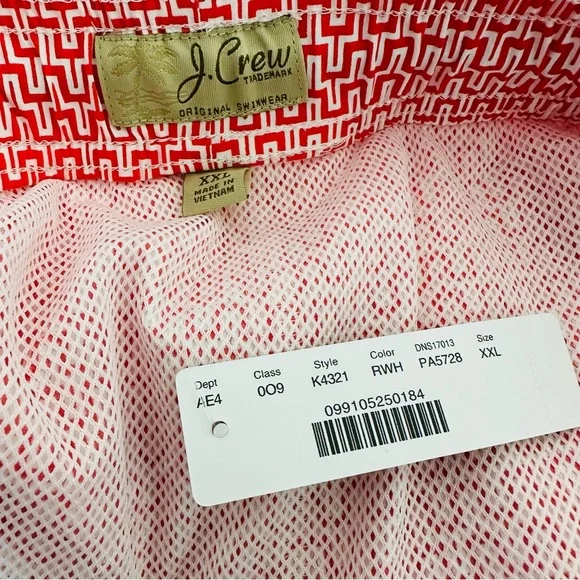 J.Crew
TRADEMARK
ORIGINAL SWIMWEAR
XXL
MADE IN
VIETNAM
Dept Class Style Color DNS17013 Size
AE4 0O9 K4321 RWH PA5728 XXL
099105250184